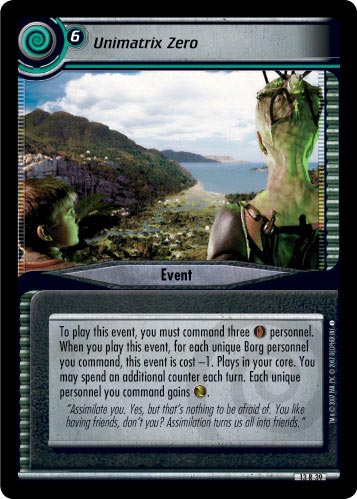 6 Unimatrix Zero
Event
To play this event, you must command three personnel.
When you play this event, for each unique Borg personnel
you command, this event is cost –1. Plays in your core. You
may spend an additional counter each turn. Each unique
personnel you command gains .
"Assimilate you. Yes, but that's nothing to be afraid of. You like
having friends, don't you? Assimilation turns us all into friends."
13 R 39